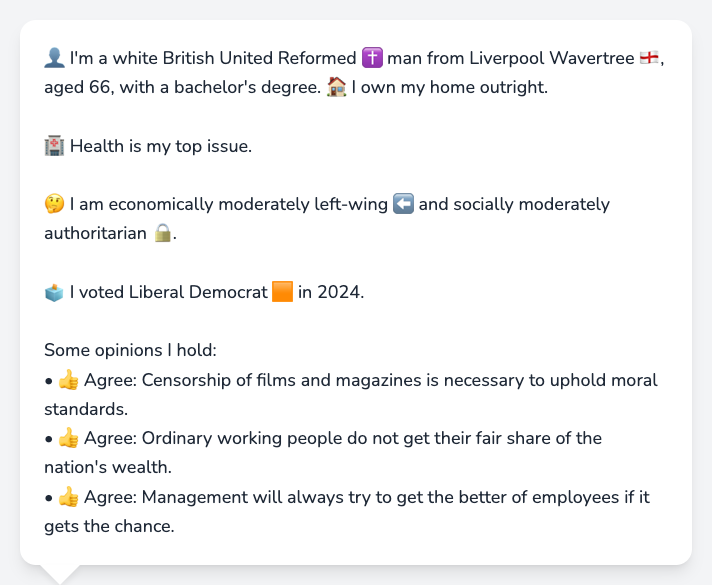 👤 I'm a white British United Reformed ✝️ man from Liverpool Wavertree 🏴󠁧󠁢󠁥󠁮󠁧󠁿,
aged 66, with a bachelor's degree. 🏠 I own my home outright.
🏥 Health is my top issue.
🤔 I am economically moderately left-wing ⬅️ and socially moderately
authoritarian 🔒.
🗳️ I voted Liberal Democrat 🟧 in 2024.
Some opinions I hold:
• 👍 Agree: Censorship of films and magazines is necessary to uphold moral
standards.
• 👍 Agree: Ordinary working people do not get their fair share of the
nation's wealth.
• 👍 Agree: Management will always try to get the better of employees if it
gets the chance.